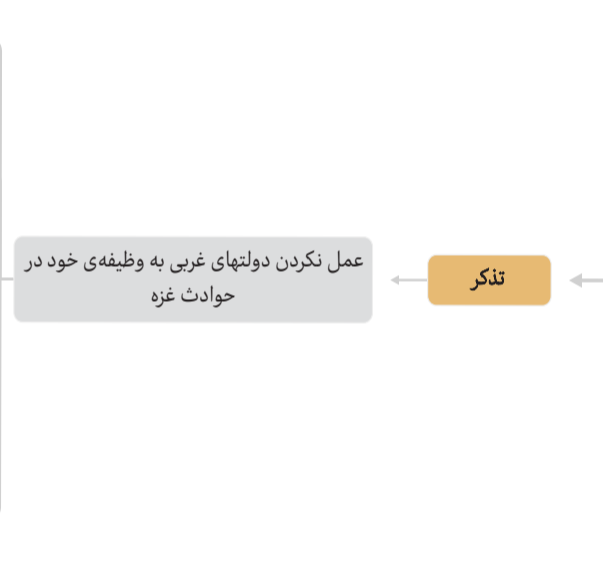 تذکر
عمل نکردن دولتهای غربی به وظیفه‌ی خود در
حوادث غزه